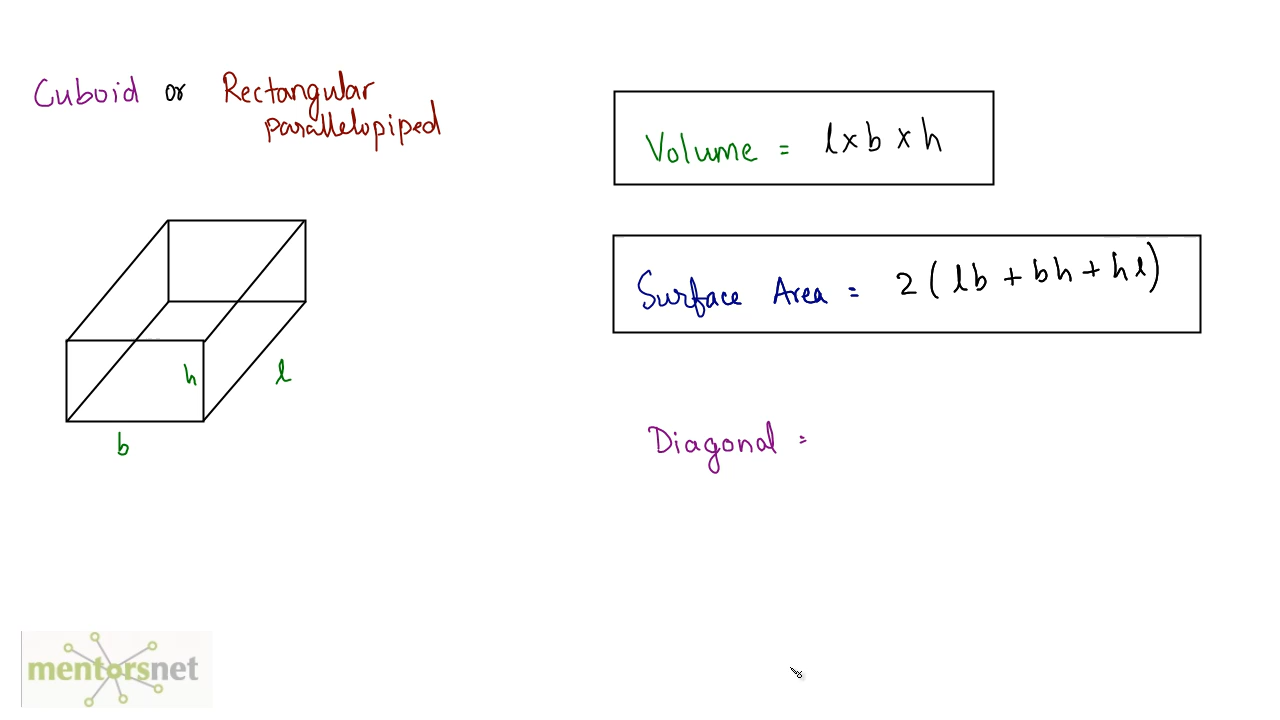 Cuboid or Rectangular
parallelopiped
Volume = l × b × h
Surface Area = 2 ( lb + bh + hl )
h
l
b
Diagonal =
mentorsnet